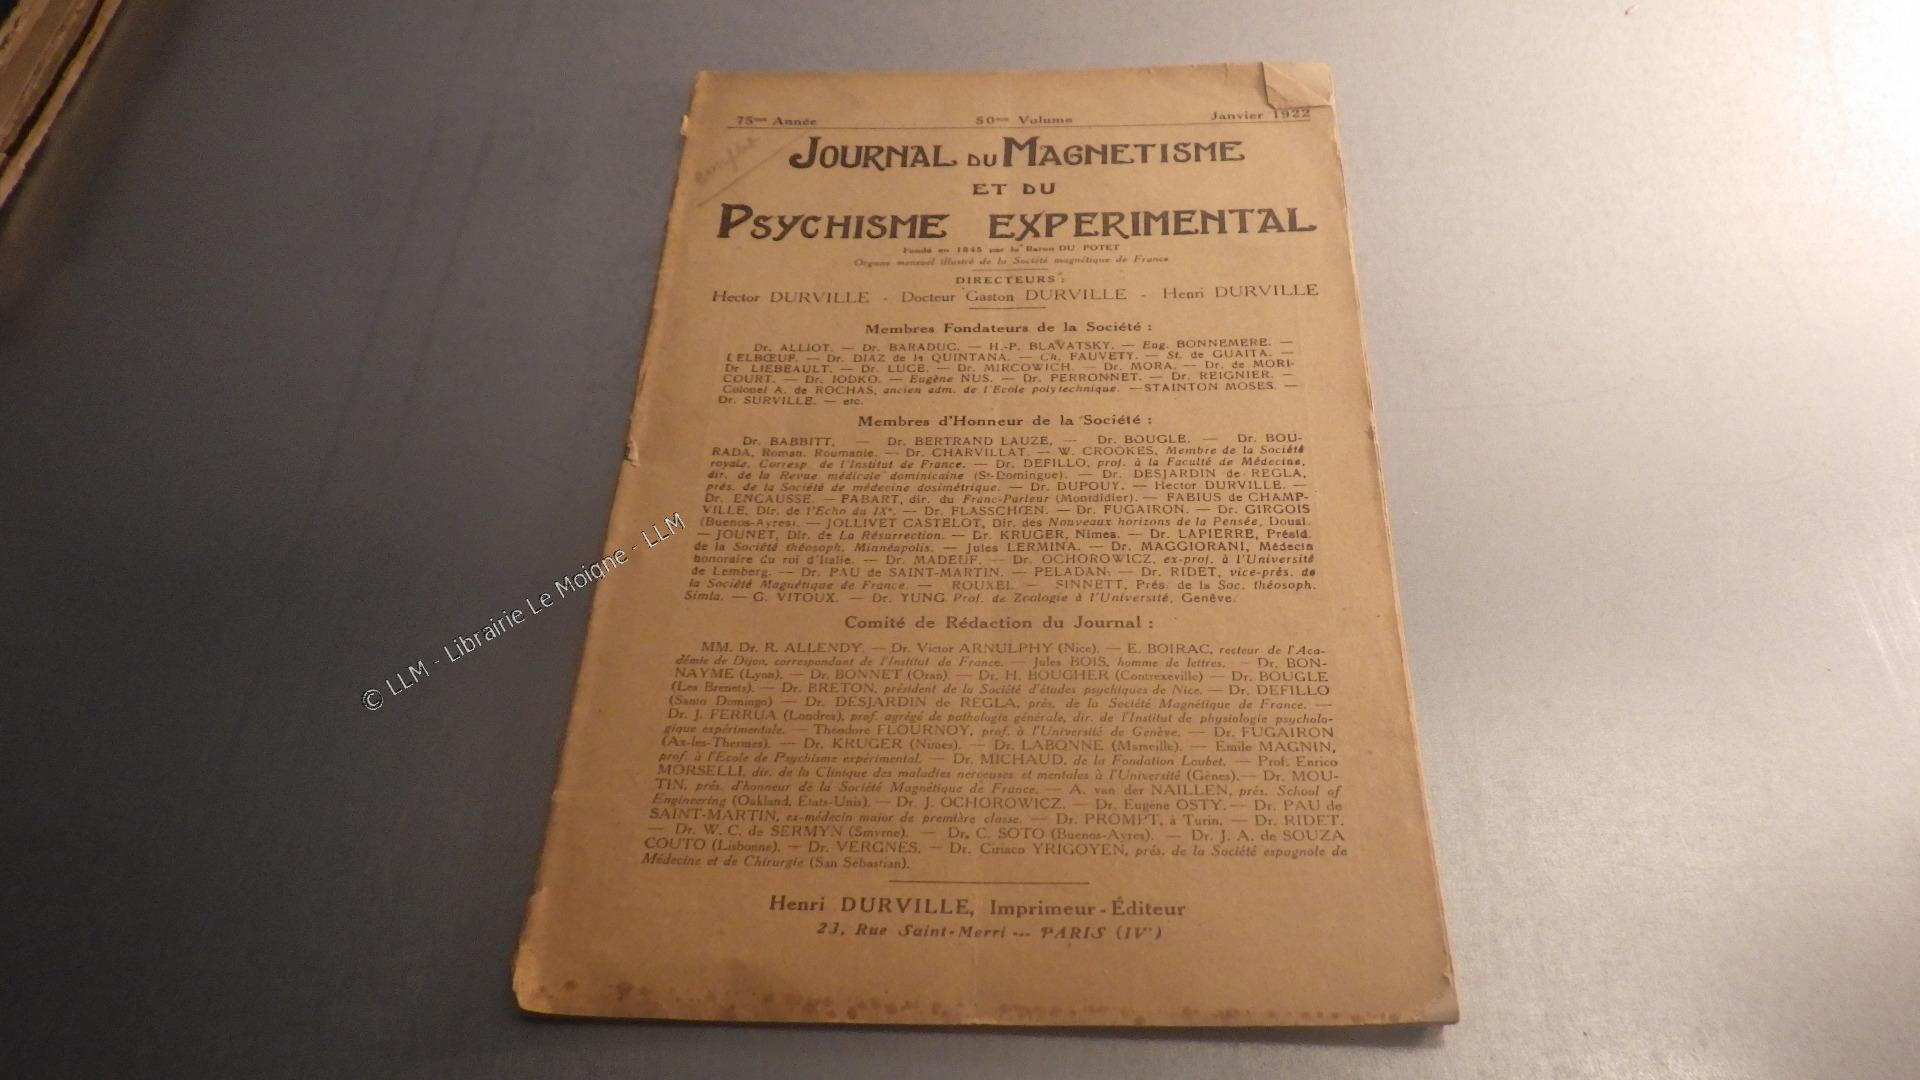 75me Année 50me Volume Janvier 1922
complet
JOURNAL DU MAGNETISME
ET DU
PSYCHISME EXPERIMENTAL
Fondé en 1845 par le Baron DU POTET
Organe mensuel illustré de la Société magnétique de France
DIRECTEURS :
Hector DURVILLE - Docteur Gaston DURVILLE - Henri DURVILLE
Membres Fondateurs de la Société :
Dr. ALLIOT. — Dr. BARADUC. — H.-P. BLAVATSKY. — Eug. BONNEMERE. —
LELBŒUF. — Dr. DIAZ de la QUINTANA. — Ch. FAUVETY. — St. de GUAITA. —
Dr LIEBEAULT. — Dr. LUCE. — Dr. MIRCOWICH. — Dr. MORA. — Dr. de MORI-
COURT. — Dr. IODKO. — Eugène NUS. — Dr. PERRONNET. — Dr. REIGNIER. —
Colonel A. de ROCHAS, ancien adm. de l'Ecole polytechnique. — STAINTON MOSES. —
Dr. SURVILLE. — etc.
Membres d'Honneur de la Société :
Dr. BABBITT, — Dr. BERTRAND LAUZE, — Dr. BOUGLE. — Dr. BOU-
RADA, Roman. Roumanie. — Dr. CHARVILLAT. — W. CROOKES, Membre de la Société
royale, Corresp. de l'Institut de France. — Dr. DEFILLO, prof. à la Faculté de Médecine,
dir. de la Revue médicale dominicaine (St-Domingue). — Dr. DESJARDIN de REGLA,
prés. de la Société de médecine dosimétrique. — Dr. DUPOUY. — Hector DURVILLE. —
Dr. ENCAUSSE. — FABART, dir. du Franc-Parleur (Montdidier). — FABIUS de CHAMP-
VILLE, Dir. de l'Echo du IXe. — Dr. FLASSCHŒN. — Dr. FUGAIRON. — Dr. GIRGOIS
(Buenos-Ayres). — JOLLIVET CASTELOT, Dir. des Nouveaux horizons de la Pensée, Douai.
— JOUNET, Dir. de La Résurrection. — Dr. KRUGER, Nimes. — Dr. LAPIERRE, Présid.
de la Société théosoph. Minnéapolis. — Jules LERMINA. — Dr. MAGGIORANI, Médecin
honoraire du roi d'Italie. — Dr. MADEUF. — Dr. OCHOROWICZ, ex-prof. à l'Université
de Lemberg. — Dr. PAU de SAINT-MARTIN. — PELADAN. — Dr. RIDET, vice-prés. de
la Société Magnétique de France. — ROUXEL — SINNETT, Prés. de la Soc. théosoph.
Simla. — G. VITOUX. — Dr. YUNG Prof. de Zoologie à l'Université, Genève.
Comité de Rédaction du Journal :
MM. Dr. R. ALLENDY. — Dr. Victor ARNULPHY (Nice). — E. BOIRAC, recteur de l'Aca-
démie de Dijon, correspondant de l'Institut de France. — Jules BOIS, homme de lettres. — Dr. BON-
NAYME (Lyon). — Dr. BONNET (Oran). — Dr. H. BOUGHER (Contrexeville) — Dr. BOUGLE
(Les Brenets). — Dr. BRETON, président de la Société d'études psychiques de Nice. — Dr. DEFILLO
(Santo Domingo) — Dr. DESJARDIN de RÉGLA, prés. de la Société Magnétique de France. —
Dr. J. FERRUA (Londres), prof. agrégé de pathologie générale, dir. de l'Institut de physiologie psycholo-
gique expérimentale. — Theodore FLOURNOY, prof. à l'Université de Genève. — Dr. FUGAIRON
(Ax-les-Thermes). — Dr. KRUGER (Nimes). — Dr. LABONNE (Marseille). — Emile MAGNIN,
prof. à l'Ecole de Psychisme expérimental. — Dr. MICHAUD, de la Fondation Loubet. — Prof. Enrico
MORSELLI, dir. de la Clinique des maladies nerveuses et mentales à l'Université (Gènes). — Dr. MOU-
TIN, prés. d'honneur de la Société Magnétique de France. — A. van der NAILLEN, prés. School of
Engineering (Oakland, États-Unis). — Dr. J. OCHOROWICZ. — Dr. Eugène OSTY. — Dr. PAU de
SAINT-MARTIN, ex-médecin major de première classe. — Dr. PROMPT, à Turin. — Dr. RIDET.
— Dr. W. C. de SERMYN (Smyrne). — Dr. C. SOTO (Buenos-Ayres). — Dr. J. A. de SOUZA
COUTO (Lisbonne). — Dr. VERGNES. — Dr. Ciriaco YRIGOYEN, prés. de la Société espagnole de
Médecine et de Chirurgie (San Sébastian).
Henri DURVILLE, Imprimeur-Éditeur
23, Rue Saint-Merri --- PARIS (IVe)
© LLM - Librairie Le Moigne - LLM